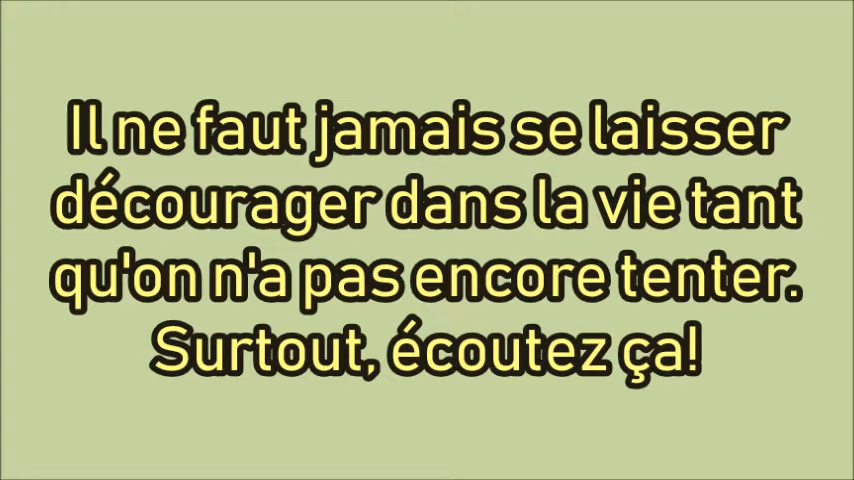 Il ne faut jamais se laisser
décourager dans la vie tant
qu'on n'a pas encore tenter.
Surtout, écoutez ça!